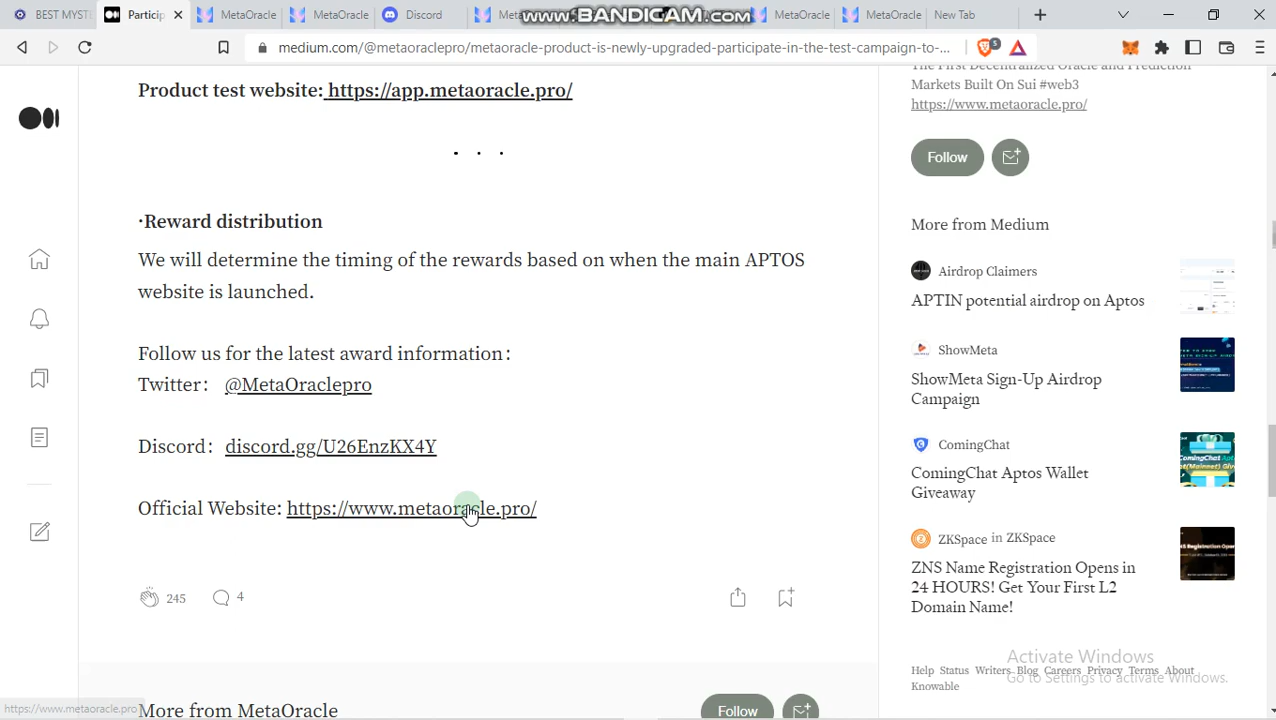 BEST MYST
Particip
MetaOracle
MetaOracle
Discord
Met
www.BANDICAM.com
MetaOracle
MetaOracle
New Tab
medium.com/@metaoraclepro/metaoracle-product-is-newly-upgraded-participate-in-the-test-campaign-to-...
5
Product test website: https://app.metaoracle.pro/
. . .
·Reward distribution
We will determine the timing of the rewards based on when the main APTOS
website is launched.
Follow us for the latest award information::
Twitter： @MetaOraclepro
Discord：discord.gg/U26EnzKX4Y
Official Website: https://www.metaoracle.pro/
245
4
More from MetaOracle
Follow
https://www.metaoracle.pro
The First Decentralized Oracle and Prediction
Markets Built On Sui #web3
https://www.metaoracle.pro/
Follow
More from Medium
Airdrop Claimers
APTIN potential airdrop on Aptos
ShowMeta
ShowMeta Sign-Up Airdrop
Campaign
ComingChat
ComingChat Aptos Wallet
Giveaway
ZKSpace in ZKSpace
ZNS Name Registration Opens in
24 HOURS! Get Your First L2
Domain Name!
Activate Windows
Go to Settings to activate Windows.
Help Status Writers Blog Careers Privacy Terms About
Knowable